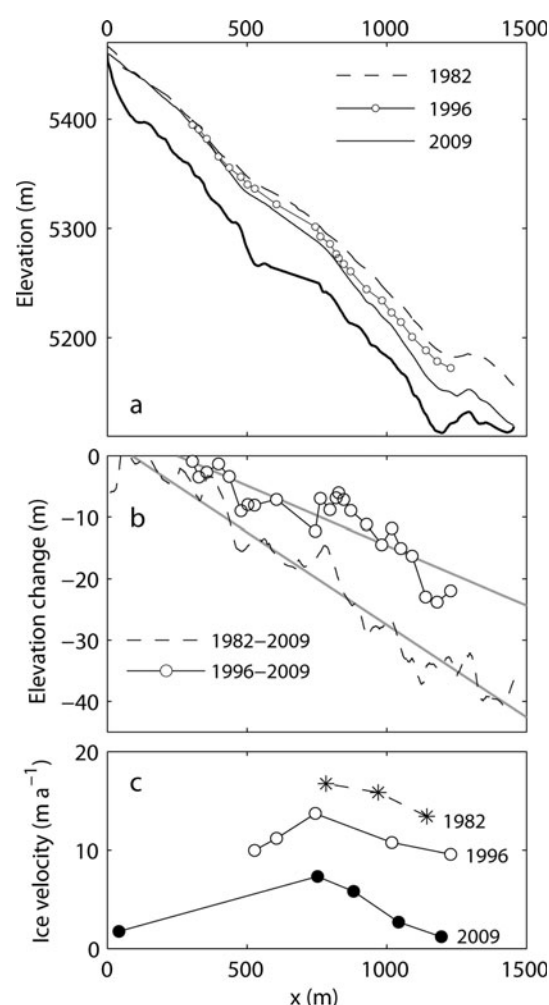 0 500 1000 1500
1982
1996
2009
5400
5300
5200
Elevation (m)
a
0
−10
−20
−30
−40
Elevation change (m)
b
1982−2009
1996−2009
20
10
0
Ice velocity (m a⁻¹)
c
1982
1996
2009
0 500 1000 1500
x (m)